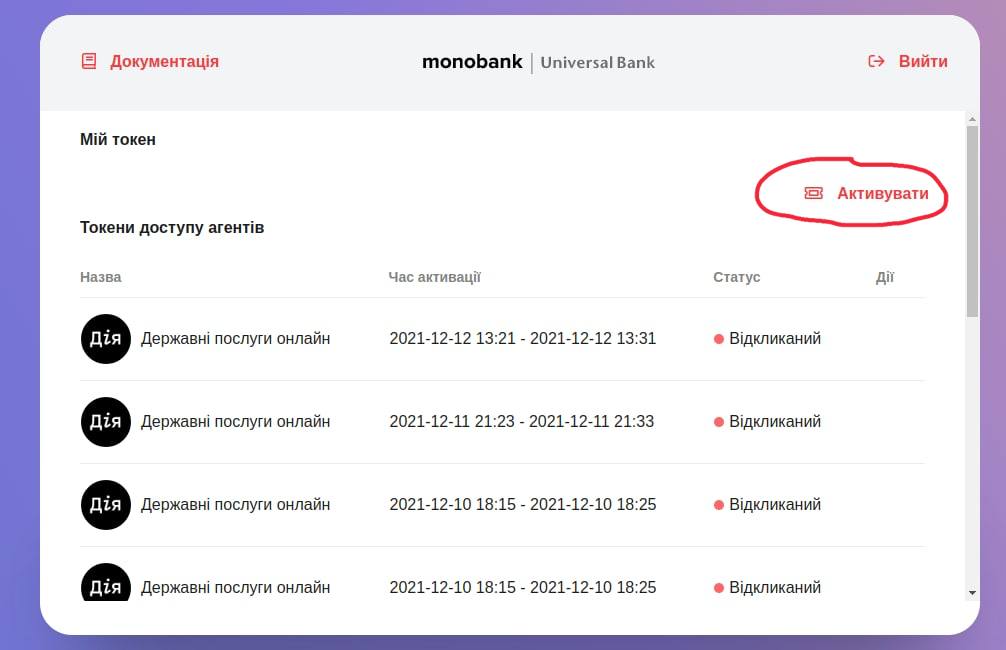 Документація monobank | Universal Bank Вийти
Мій токен
Активувати
Токени доступу агентів
Назва Час активації Статус Дії
Дія Державні послуги онлайн 2021-12-12 13:21 - 2021-12-12 13:31 Відкликаний
Дія Державні послуги онлайн 2021-12-11 21:23 - 2021-12-11 21:33 Відкликаний
Дія Державні послуги онлайн 2021-12-10 18:15 - 2021-12-10 18:25 Відкликаний
Дія Державні послуги онлайн 2021-12-10 18:15 - 2021-12-10 18:25 Відкликаний